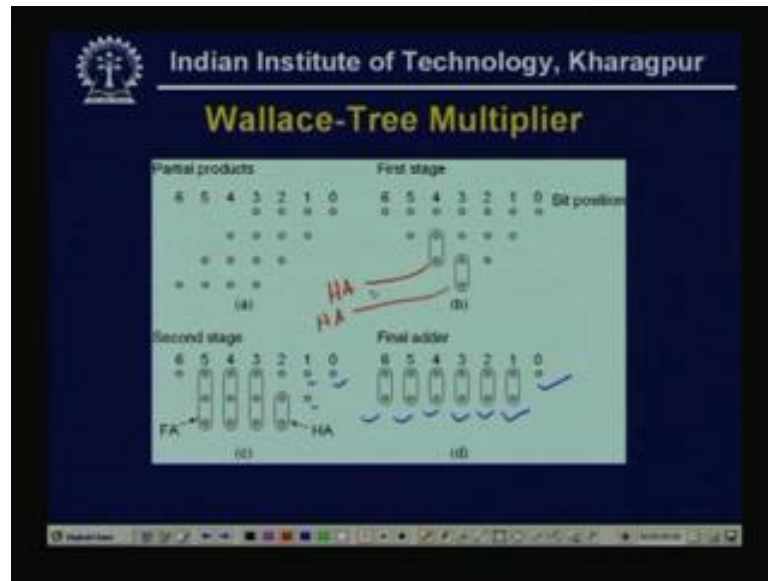 Indian Institute of Technology, Kharagpur
Wallace-Tree Multiplier
Partial products
6 5 4 3 2 1 0
(a)
First stage
6 5 4 3 2 1 0 Bit position
HA
HA
(b)
Second stage
6 5 4 3 2 1 0
FA
HA
(c)
Final adder
6 5 4 3 2 1 0
(d)